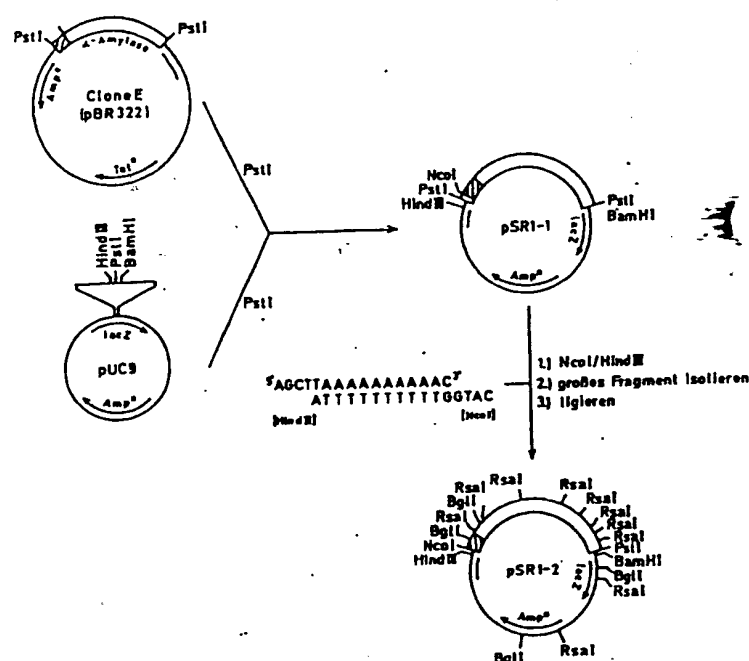 PstI
α-Amylase
PstI
Amp^R
Clone E
(pBR322)
Tet^R
PstI
HindIII
PstI
BamHI
PstI
lacZ
pUC9
Amp^R
NcoI
PstI
HindIII
pSR1-1
PstI
BamHI
lacZ
Amp^R
5'AGCTTAAAAAAAAAAC3'
ATTTTTTTTTTGGTAC
[HindIII]
[NcoI]
1.) NcoI/HindIII
2.) großes Fragment isolieren
3.) ligieren
RsaI
RsaI
BglI
RsaI
BglI
NcoI
HindIII
RsaI
RsaI
RsaI
RsaI
RsaI
PstI
BamHI
BglI
RsaI
pSR1-2
lacZ
Amp^R
BglI
RsaI